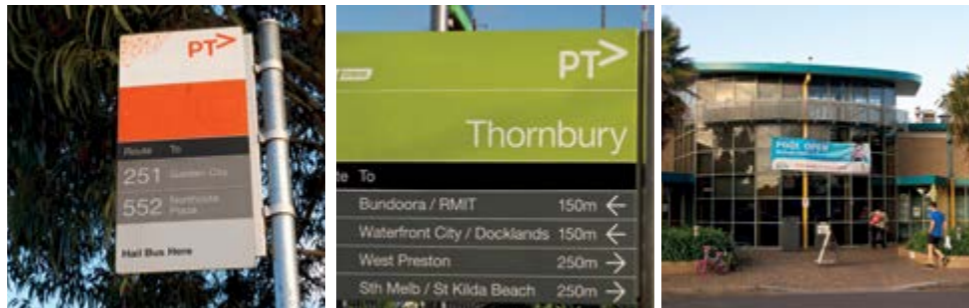 PT>
Route To
251 Garden City
552 Northcote
Plaza
Hail Bus Here
PT>
Thornbury
te To
Bundoora / RMIT 150m ←
Waterfront City / Docklands 150m ←
West Preston 250m →
Sth Melb / St Kilda Beach 250m →
POOL OPEN